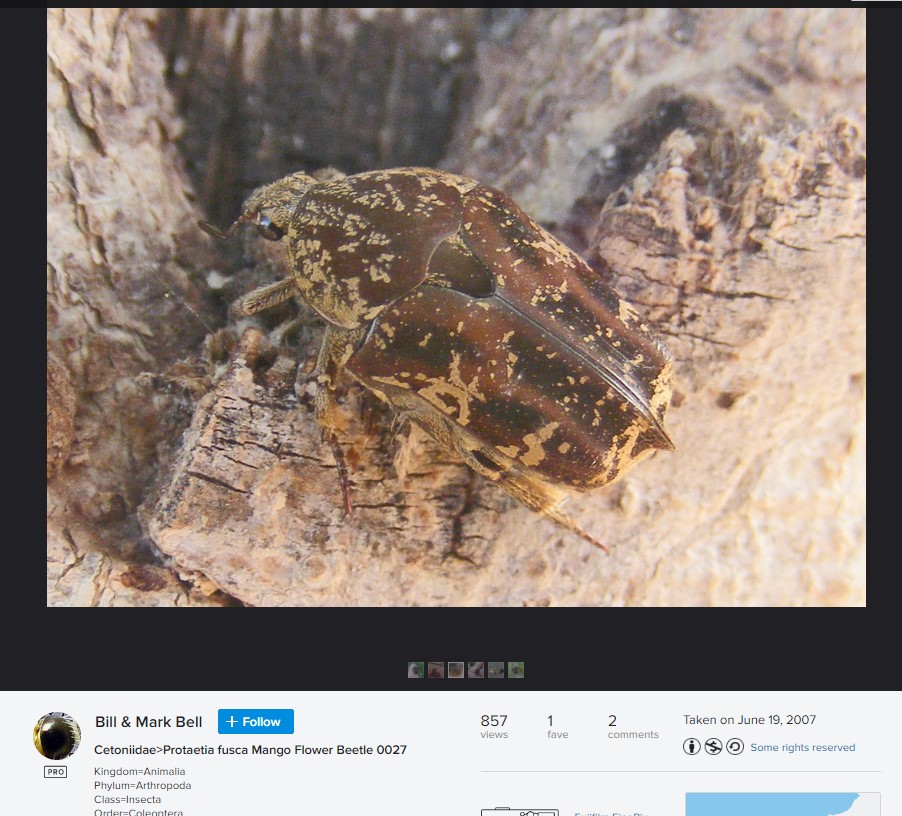 Bill & Mark Bell
+ Follow
Cetoniidae>Protaetia fusca Mango Flower Beetle 0027
PRO
Kingdom=Animalia
Phylum=Arthropoda
Class=Insecta
Order=Coleoptera
857
views
1
fave
2
comments
Taken on June 19, 2007
Some rights reserved